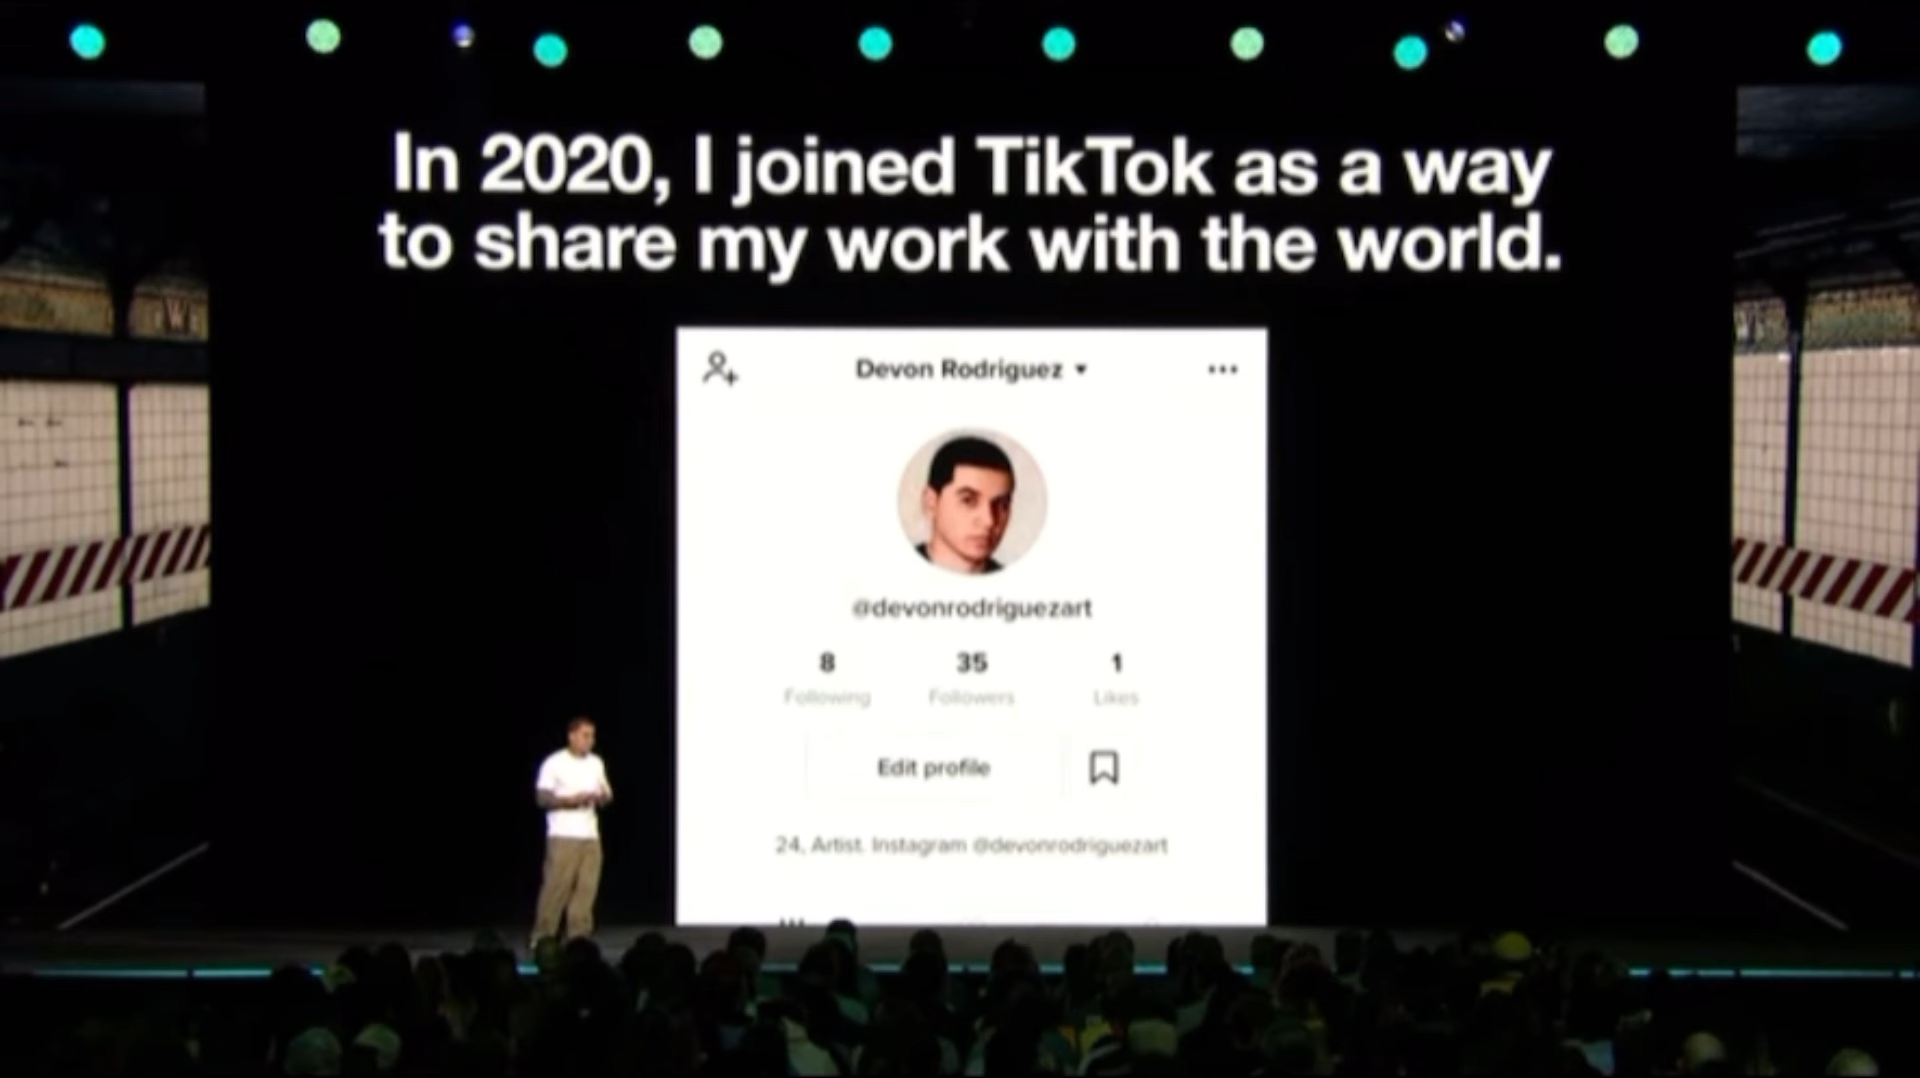 In 2020, I joined TikTok as a way
to share my work with the world.
Devon Rodriguez
@devonrodriguezart
8 35 1
Following Followers Likes
Edit profile
24, Artist. Instagram @devonrodriguezart
W